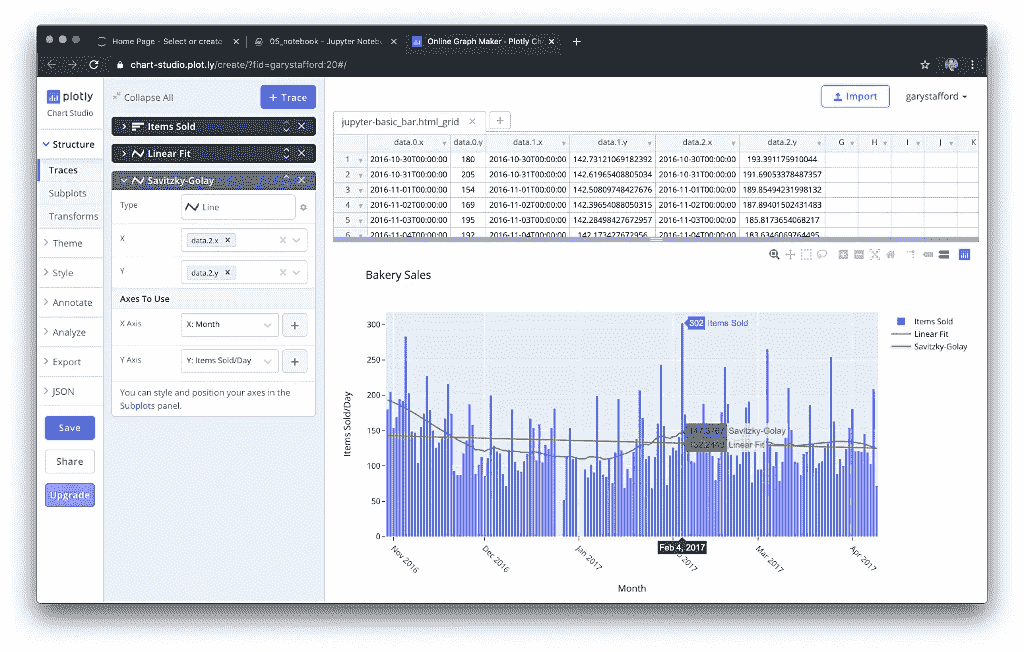 Home Page - Select or create
05_notebook - Jupyter Noteb
Online Graph Maker · Plotly Ch
chart-studio.plot.ly/create/?fid=garystafford:20#/
plotly
Chart Studio
Structure
Traces
Subplots
Transforms
Theme
Style
Annotate
Analyze
Export
JSON
Save
Share
Upgrade
Collapse All
+ Trace
Items Sold
Linear Fit
Savitzky-Golay
Type
Line
X
data.2.x
Y
data.2.y
Axes To Use
X Axis
X: Month
Y Axis
Y: Items Sold/Day
You can style and position your axes in the
Subplots panel.
Import
garystafford
jupyter-basic_bar.html_grid
data.0.x data.0.y data.1.x data.1.y data.2.x data.2.y G H I J K
1 2016-10-30T00:00:00 180 2016-10-30T00:00:00 142.73121069182392 2016-10-30T00:00:00 193.391175910044
2 2016-10-31T00:00:00 205 2016-10-31T00:00:00 142.61965408805034 2016-10-31T00:00:00 191.69053378487357
3 2016-11-01T00:00:00 154 2016-11-01T00:00:00 142.50809748427676 2016-11-01T00:00:00 189.85494231998132
4 2016-11-02T00:00:00 169 2016-11-02T00:00:00 142.39654088050315 2016-11-02T00:00:00 187.89401502431483
5 2016-11-03T00:00:00 195 2016-11-03T00:00:00 142.28498427672957 2016-11-03T00:00:00 185.8173654068217
6 2016-11-04T00:00:00 192 2016-11-04T00:00:00 142.173427672956 2016-11-04T00:00:00 183.6346069764495
Bakery Sales
Items Sold
Linear Fit
Savitzky-Golay
302 Items Sold
147.3767 Savitzky-Golay
Linear Fit
300
250
200
150
100
50
0
Items Sold/Day
Nov 2016
Dec 2016
Jan 2017
Feb 4, 2017
Mar 2017
Apr 2017
Month